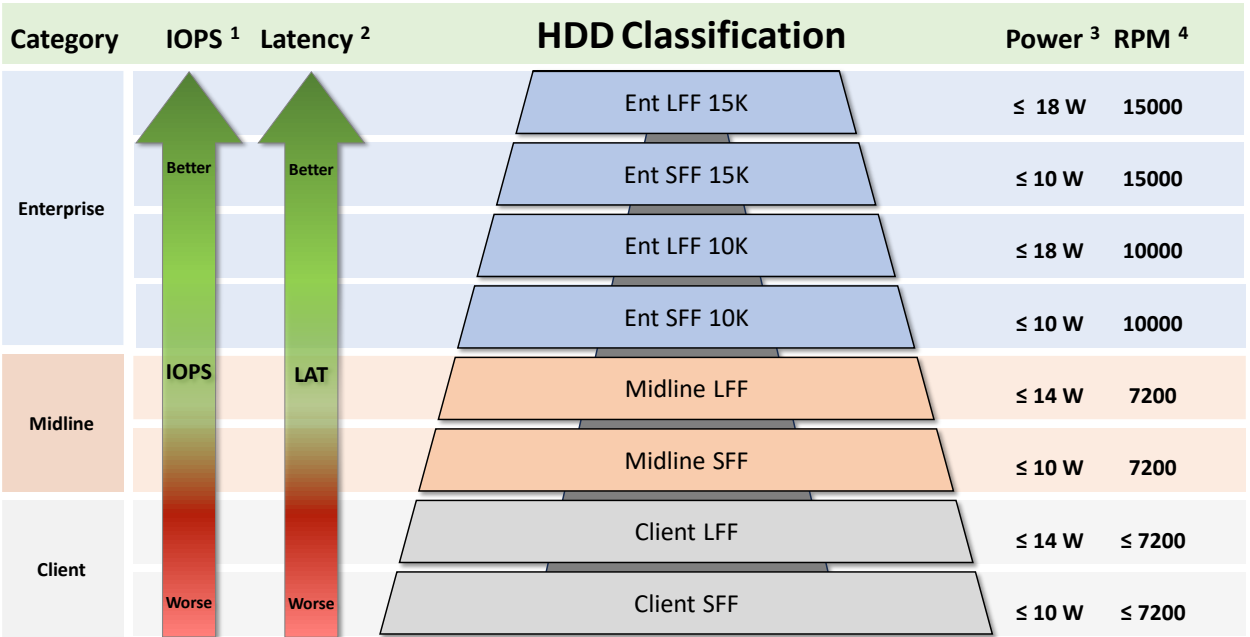 Category IOPS 1 Latency 2 HDD Classification Power 3 RPM 4
Ent LFF 15K ≤ 18 W 15000
Better Better
Ent SFF 15K ≤ 10 W 15000
Enterprise
Ent LFF 10K ≤ 18 W 10000
Ent SFF 10K ≤ 10 W 10000
IOPS LAT
Midline LFF ≤ 14 W 7200
Midline
Midline SFF ≤ 10 W 7200
Client LFF ≤ 14 W ≤ 7200
Client
Worse Worse
Client SFF ≤ 10 W ≤ 7200